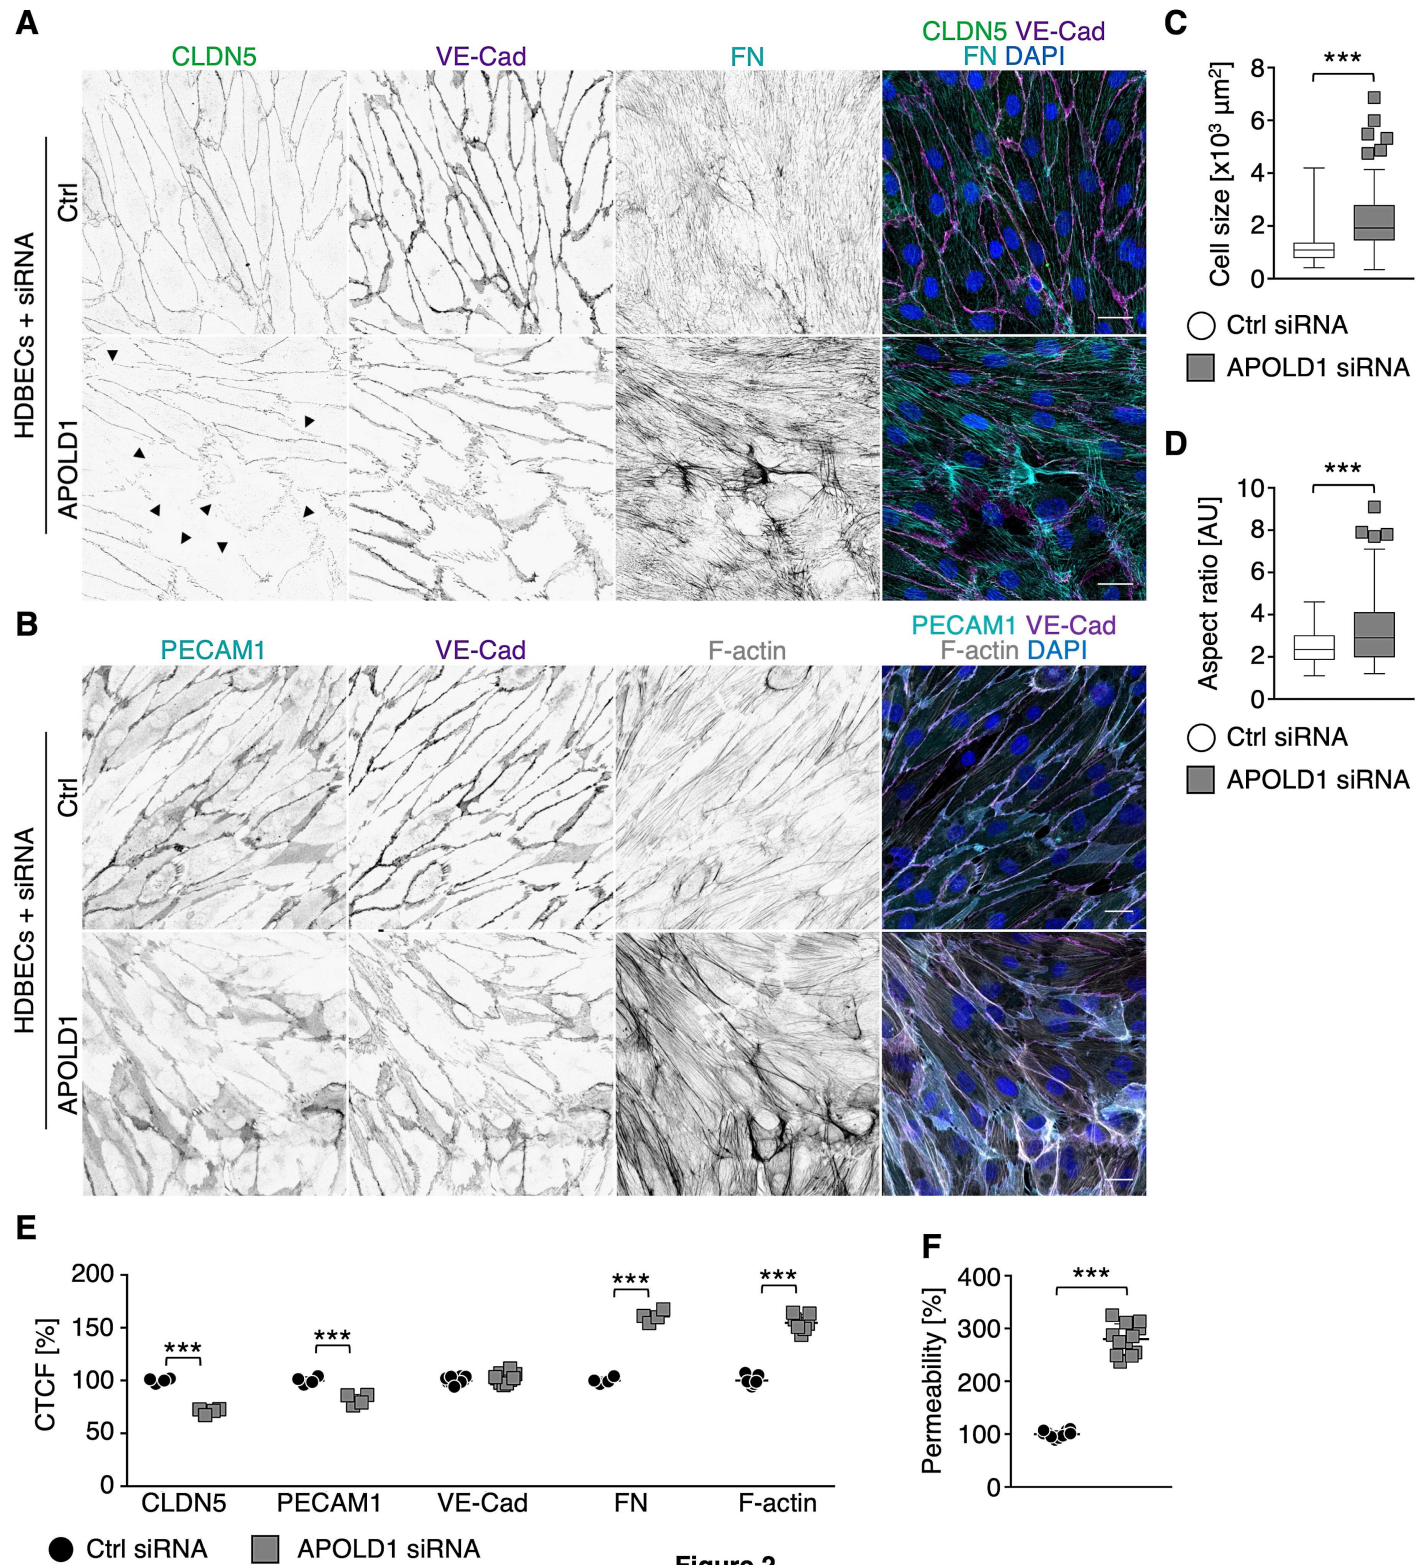 A
CLDN5
VE-Cad
FN
CLDN5 VE-Cad
FN DAPI
HDBECs + siRNA
Ctrl
APOLD1
B
PECAM1
VE-Cad
F-actin
PECAM1 VE-Cad
F-actin DAPI
HDBECs + siRNA
Ctrl
APOLD1
C
Cell size [x10³ µm²]
8
6
4
2
0
***
Ctrl siRNA
APOLD1 siRNA
D
Aspect ratio [AU]
10
8
6
4
2
0
***
Ctrl siRNA
APOLD1 siRNA
E
CTCF [%]
200
150
100
50
0
***
***
***
***
CLDN5
PECAM1
VE-Cad
FN
F-actin
Ctrl siRNA
APOLD1 siRNA
F
Permeability [%]
400
300
200
100
0
***
Figure 2